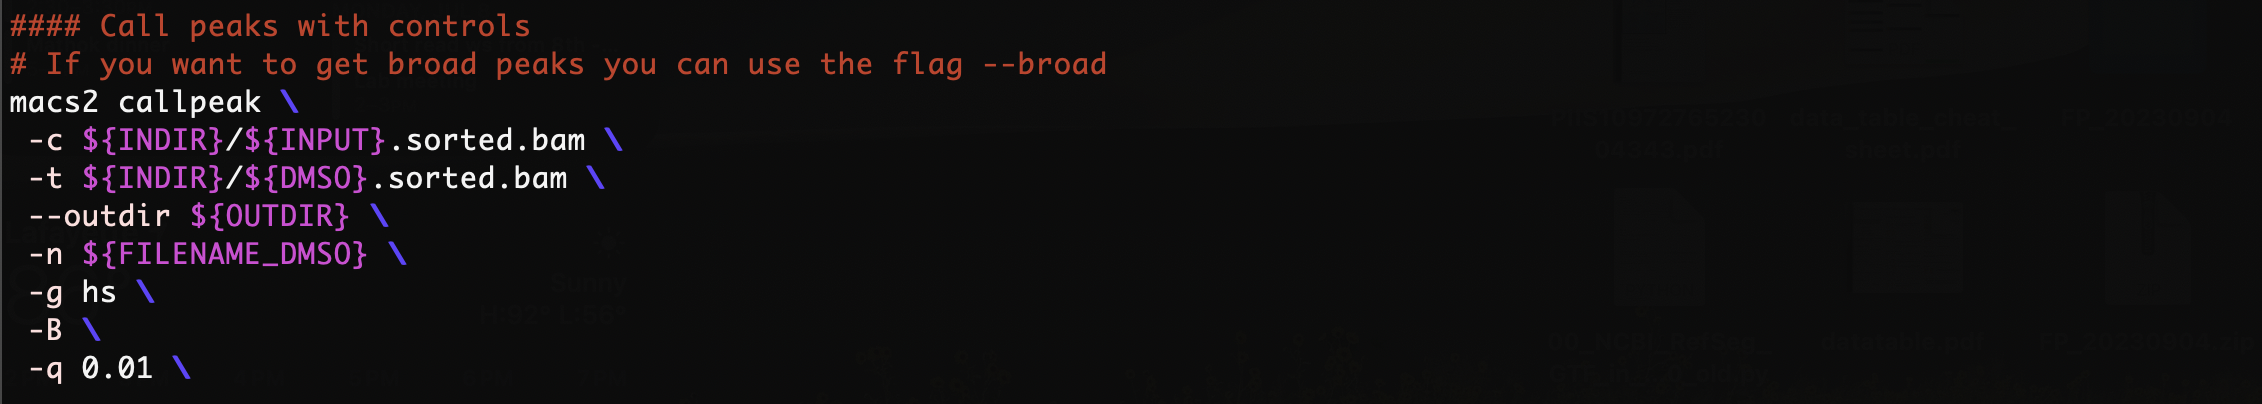 #### Call peaks with controls
# If you want to get broad peaks you can use the flag --broad
macs2 callpeak \
 -c ${INDIR}/${INPUT}.sorted.bam \
 -t ${INDIR}/${DMSO}.sorted.bam \
 --outdir ${OUTDIR} \
 -n ${FILENAME_DMSO} \
 -g hs \
 -B \
 -q 0.01 \